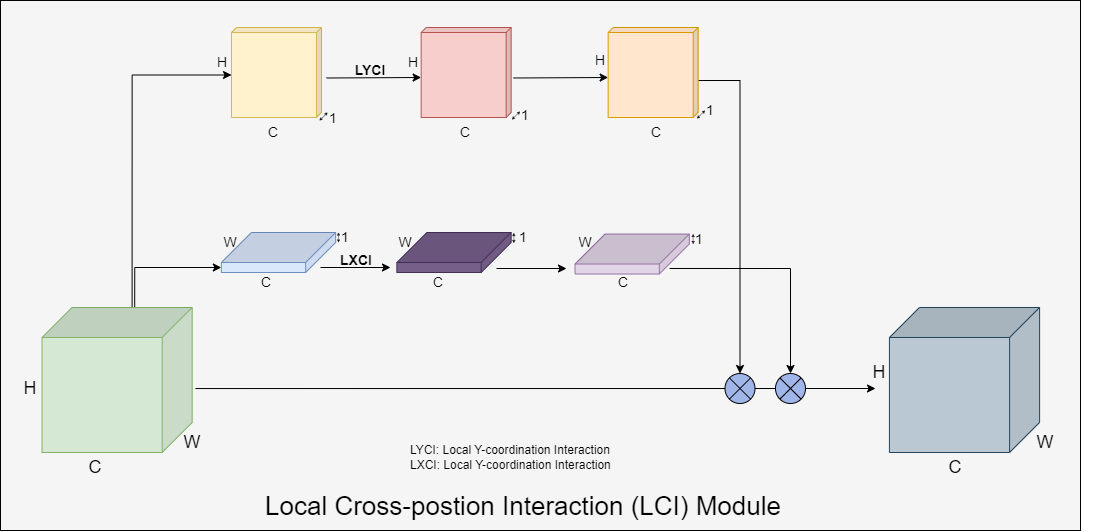 H
LYCI
H
H
1
1
1
C
C
C
W
1
W
1
W
1
LXCI
C
C
C
H
H
W
W
C
C
LYCI: Local Y-coordination Interaction
LXCI: Local Y-coordination Interaction
Local Cross-postion Interaction (LCI) Module